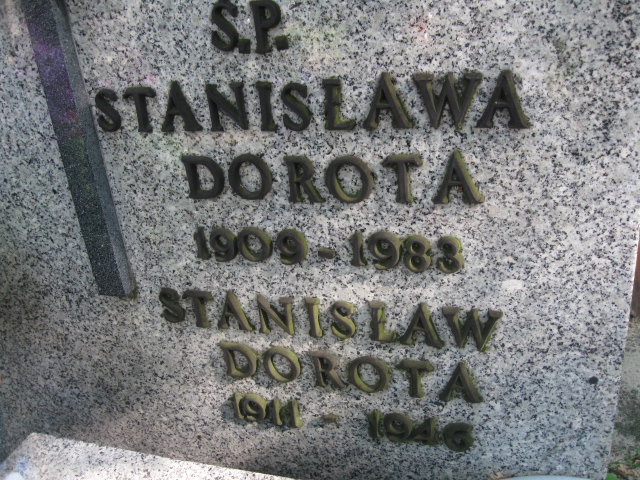 Ś.P.
STANISŁAWA
DOROTA
1909-1983
STANISŁAW
DOROTA
1911 - 1946